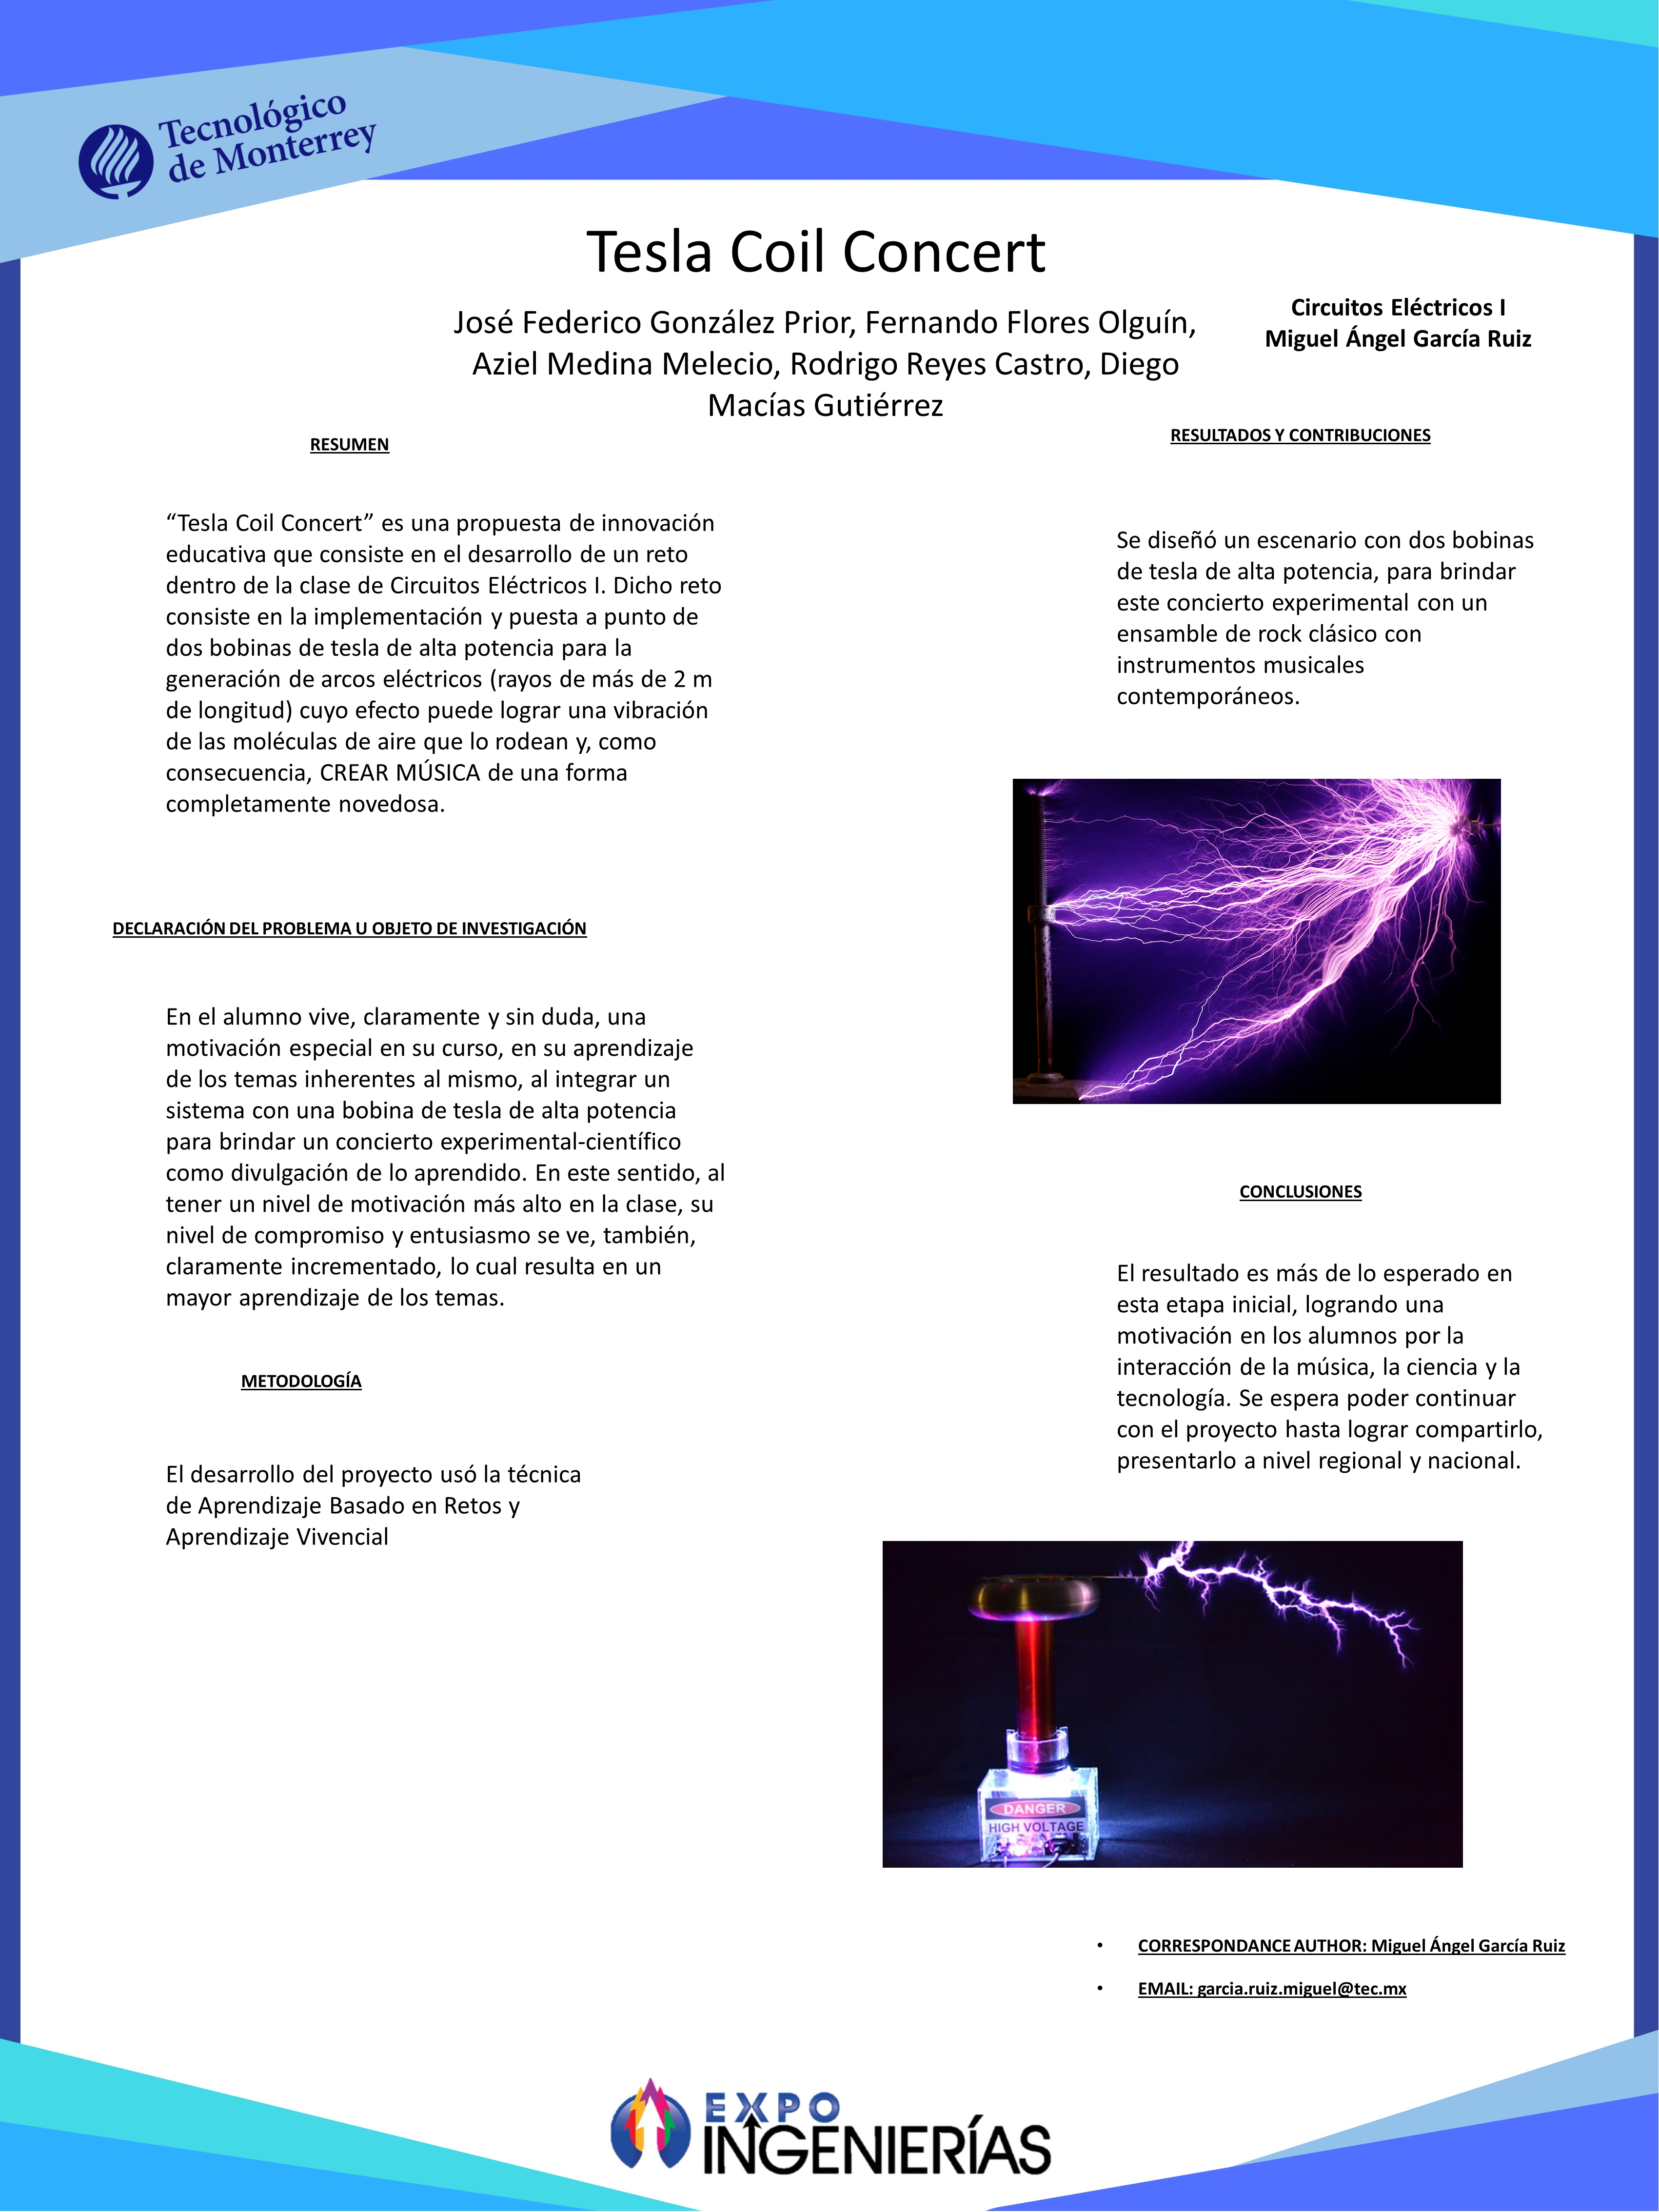 Tecnológico
de Monterrey
Tesla Coil Concert
José Federico González Prior, Fernando Flores Olguín,
Aziel Medina Melecio, Rodrigo Reyes Castro, Diego
Macías Gutiérrez
Circuitos Eléctricos I
Miguel Ángel García Ruiz
RESUMEN
“Tesla Coil Concert” es una propuesta de innovación
educativa que consiste en el desarrollo de un reto
dentro de la clase de Circuitos Eléctricos I. Dicho reto
consiste en la implementación y puesta a punto de
dos bobinas de tesla de alta potencia para la
generación de arcos eléctricos (rayos de más de 2 m
de longitud) cuyo efecto puede lograr una vibración
de las moléculas de aire que lo rodean y, como
consecuencia, CREAR MÚSICA de una forma
completamente novedosa.
DECLARACIÓN DEL PROBLEMA U OBJETO DE INVESTIGACIÓN
En el alumno vive, claramente y sin duda, una
motivación especial en su curso, en su aprendizaje
de los temas inherentes al mismo, al integrar un
sistema con una bobina de tesla de alta potencia
para brindar un concierto experimental-científico
como divulgación de lo aprendido. En este sentido, al
tener un nivel de motivación más alto en la clase, su
nivel de compromiso y entusiasmo se ve, también,
claramente incrementado, lo cual resulta en un
mayor aprendizaje de los temas.
METODOLOGÍA
El desarrollo del proyecto usó la técnica
de Aprendizaje Basado en Retos y
Aprendizaje Vivencial
RESULTADOS Y CONTRIBUCIONES
Se diseñó un escenario con dos bobinas
de tesla de alta potencia, para brindar
este concierto experimental con un
ensamble de rock clásico con
instrumentos musicales
contemporáneos.
CONCLUSIONES
El resultado es más de lo esperado en
esta etapa inicial, logrando una
motivación en los alumnos por la
interacción de la música, la ciencia y la
tecnología. Se espera poder continuar
con el proyecto hasta lograr compartirlo,
presentarlo a nivel regional y nacional.
DANGER
HIGH VOLTAGE
• CORRESPONDANCE AUTHOR: Miguel Ángel García Ruiz
• EMAIL: garcia.ruiz.miguel@tec.mx
EXPO
INGENIERÍAS